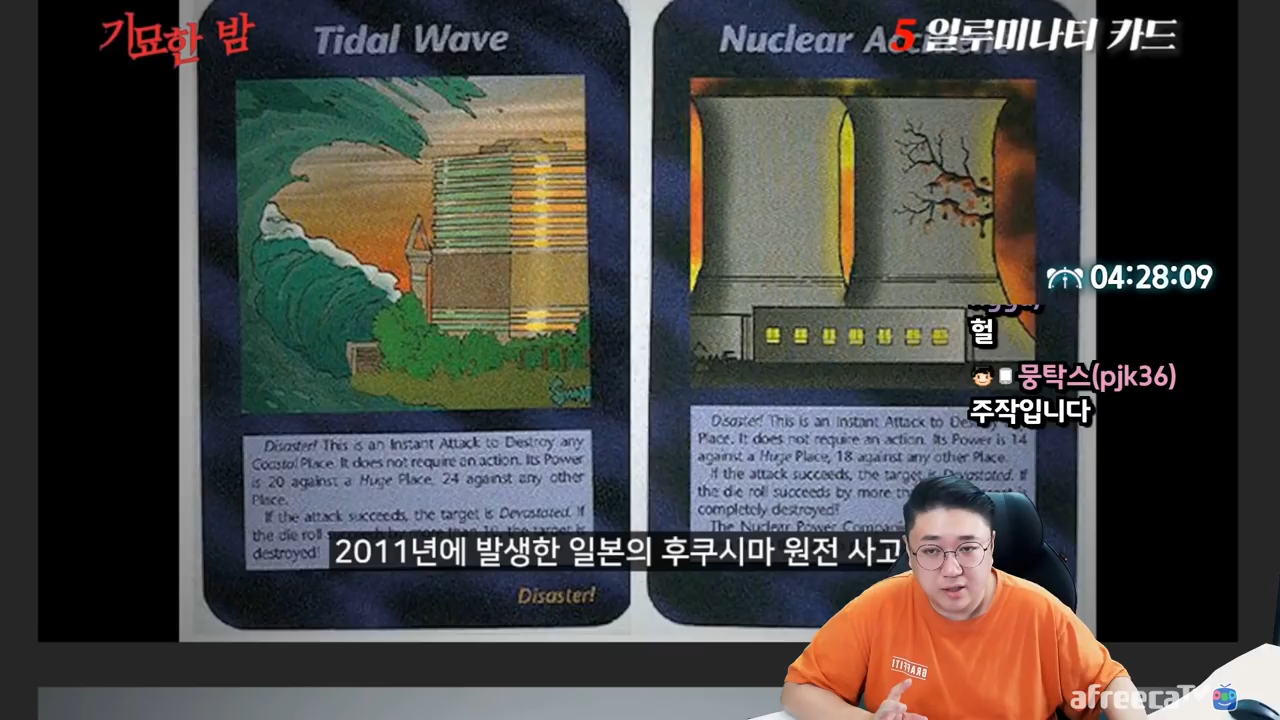 기묘한 밤
5 일루미나티 카드
Tidal Wave
Nuclear
Disaster! This is an Instant Attack to Destroy any
Coastal Place. It does not require an action. Its Power
is 20 against a Huge Place, 24 against any other
Place.
If the attack succeeds, the target is Devastated. If
the die roll
destroyed!
Disaster!
Disaster! This is an Instant Attack to
Place. It does not require an action. Its Power is 14
against a Huge Place, 18 against any other Place.
If the attack succeeds, the target is Devastated. If
the die roll succeeds by more
completely destroyed!
The Nuclear Power
04:28:09
헐
뭉탁스(pjk36)
주작입니다
2011년에 발생한 일본의 후쿠시마 원전 사고
GRAFFITI
afreecaTV